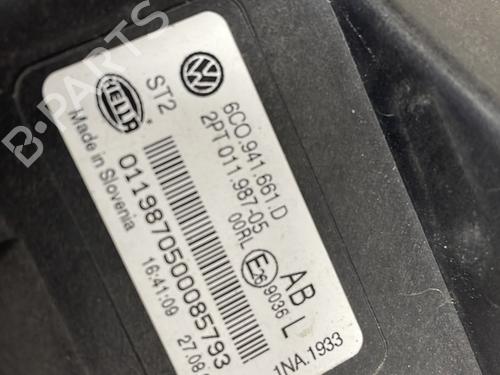 B-PARTS
HELLA
ST2
Made in Slovenia
6C0.941.661.D
2PT 011.987-05
00RL
E26 9036
AB
L
01198705000085793
16:41:09
27.08
1NA.1933